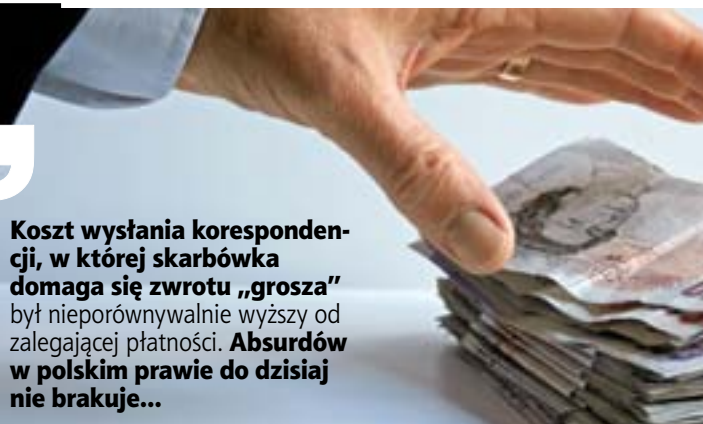 Koszt wysłania koresponden-
cji, w której skarbówka
domaga się zwrotu „grosza”
był nieporównywalnie wyższy od
zalegającej płatności. Absurdów
w polskim prawie do dzisiaj
nie brakuje...